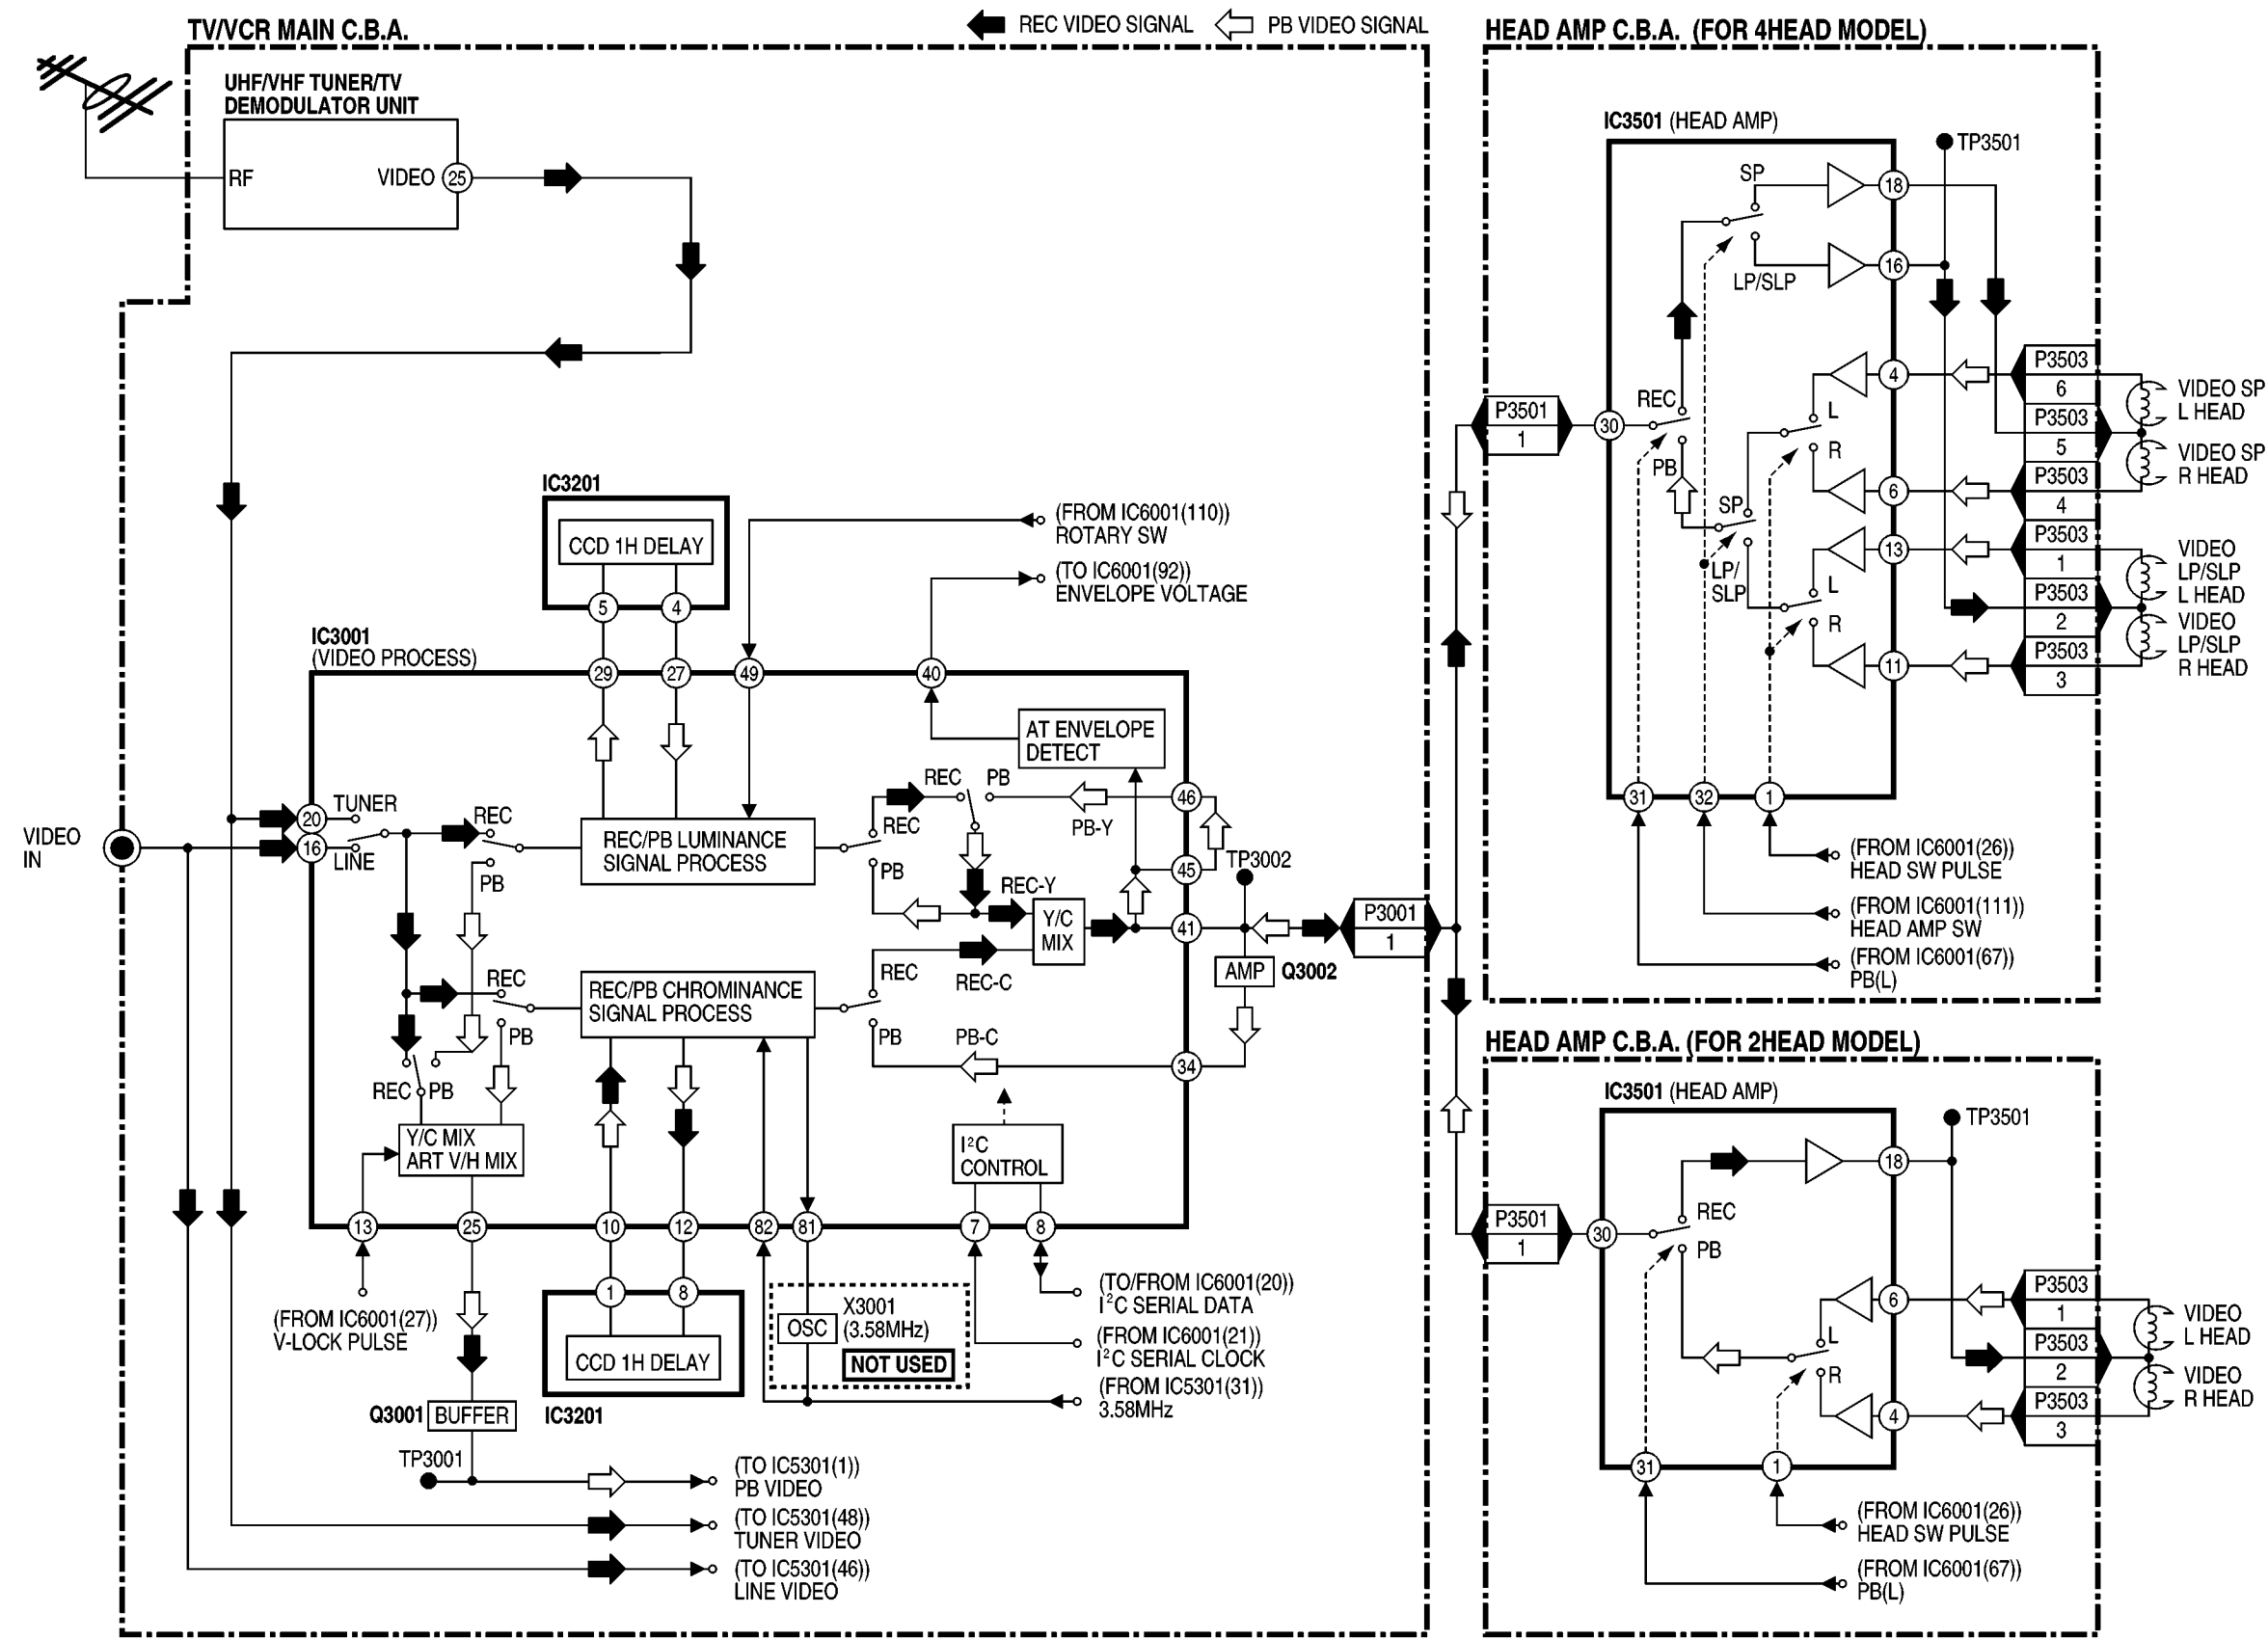 TV/VCR MAIN C.B.A.
REC VIDEO SIGNAL
PB VIDEO SIGNAL
UHF/VHF TUNER/TV
DEMODULATOR UNIT
RF
VIDEO
25
IC3201
CCD 1H DELAY
5
4
(FROM IC6001(110))
ROTARY SW
(TO IC6001(92))
ENVELOPE VOLTAGE
IC3001
(VIDEO PROCESS)
29
27
49
40
AT ENVELOPE
DETECT
VIDEO
IN
20
TUNER
16
LINE
REC
PB
REC/PB LUMINANCE
SIGNAL PROCESS
REC
PB
REC
PB
PB-Y
46
45
TP3002
REC-Y
Y/C
MIX
41
P3001
1
AMP
Q3002
REC
PB
REC/PB CHROMINANCE
SIGNAL PROCESS
REC
PB
REC-C
PB-C
34
REC
PB
Y/C MIX
ART V/H MIX
I²C
CONTROL
13
25
10
12
82
81
7
8
(FROM IC6001(27))
V-LOCK PULSE
1
8
CCD 1H DELAY
IC3201
OSC
X3001
(3.58MHz)
NOT USED
(TO/FROM IC6001(20))
I²C SERIAL DATA
(FROM IC6001(21))
I²C SERIAL CLOCK
(FROM IC5301(31))
3.58MHz
Q3001
BUFFER
TP3001
(TO IC5301(1))
PB VIDEO
(TO IC5301(48))
TUNER VIDEO
(TO IC5301(46))
LINE VIDEO
HEAD AMP C.B.A. (FOR 4HEAD MODEL)
IC3501 (HEAD AMP)
TP3501
SP
LP/SLP
18
16
P3501
1
30
REC
PB
L
R
SP
LP/
SLP
L
R
4
6
13
11
P3503
6
P3503
5
P3503
4
P3503
1
P3503
2
P3503
3
VIDEO SP
L HEAD
VIDEO SP
R HEAD
VIDEO
LP/SLP
L HEAD
VIDEO
LP/SLP
R HEAD
31
32
1
(FROM IC6001(26))
HEAD SW PULSE
(FROM IC6001(111))
HEAD AMP SW
(FROM IC6001(67))
PB(L)
HEAD AMP C.B.A. (FOR 2HEAD MODEL)
IC3501 (HEAD AMP)
TP3501
18
P3501
1
30
REC
PB
L
R
6
4
P3503
1
P3503
2
P3503
3
VIDEO
L HEAD
VIDEO
R HEAD
31
1
(FROM IC6001(26))
HEAD SW PULSE
(FROM IC6001(67))
PB(L)